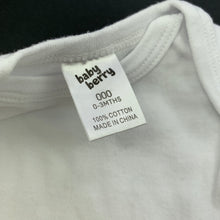 baby
berry
000
0-3MTHS
100% COTTON
MADE IN CHINA